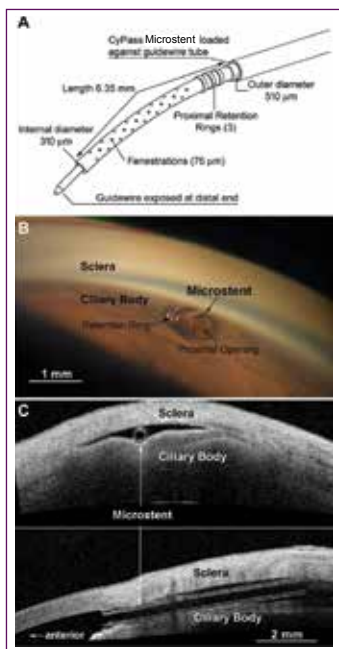 A
CyPass Microstent loaded
against guidewire tube
Length 6.35 mm
Outer diameter
510 µm
Internal diameter
310 µm
Proximal Retention
Rings (3)
Fenestrations (76 µm)
Guidewire exposed at distal end
B
Sclera
Ciliary Body
Microstent
Retention Ring
Proximal Opening
1 mm
C
Sclera
Ciliary Body
Microstent
Sclera
Ciliary Body
anterior
2 mm